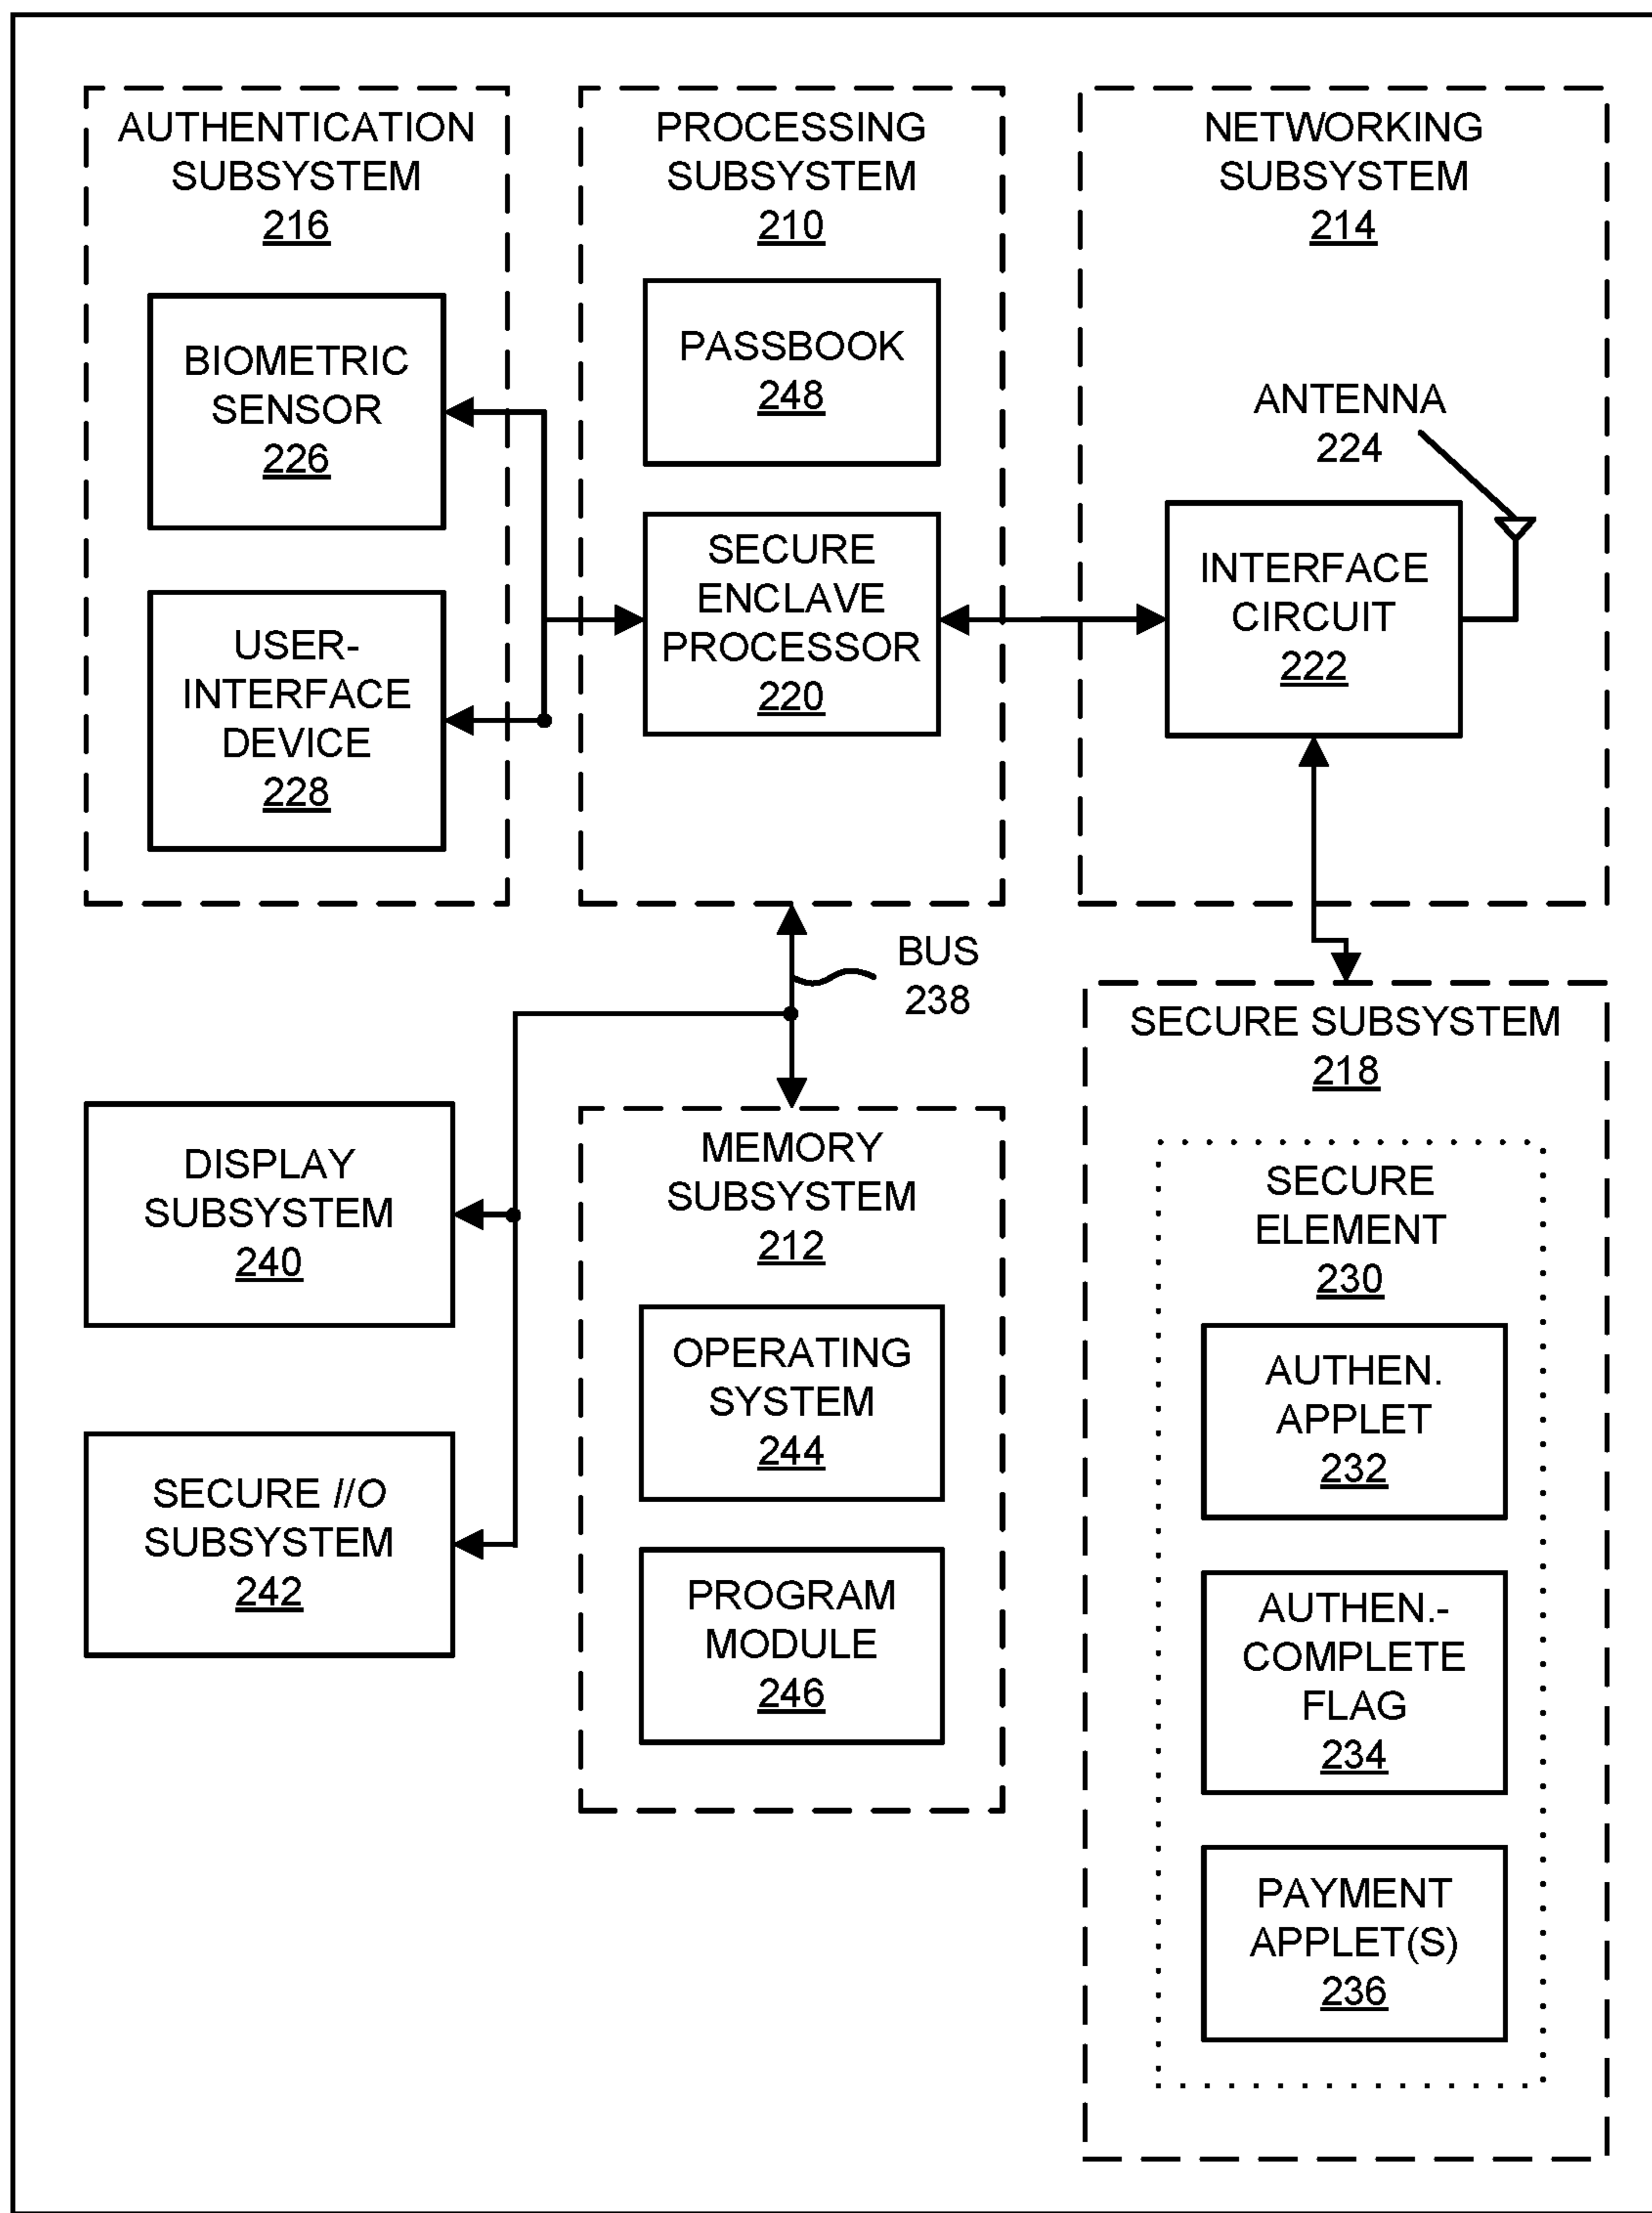 AUTHENTICATION
SUBSYSTEM
216
BIOMETRIC
SENSOR
226
USER-
INTERFACE
DEVICE
228
PROCESSING
SUBSYSTEM
210
PASSBOOK
248
SECURE
ENCLAVE
PROCESSOR
220
NETWORKING
SUBSYSTEM
214
ANTENNA
224
INTERFACE
CIRCUIT
222
BUS
238
DISPLAY
SUBSYSTEM
240
SECURE I/O
SUBSYSTEM
242
MEMORY
SUBSYSTEM
212
OPERATING
SYSTEM
244
PROGRAM
MODULE
246
SECURE SUBSYSTEM
218
SECURE
ELEMENT
230
AUTHEN.
APPLET
232
AUTHEN.-
COMPLETE
FLAG
234
PAYMENT
APPLET(S)
236